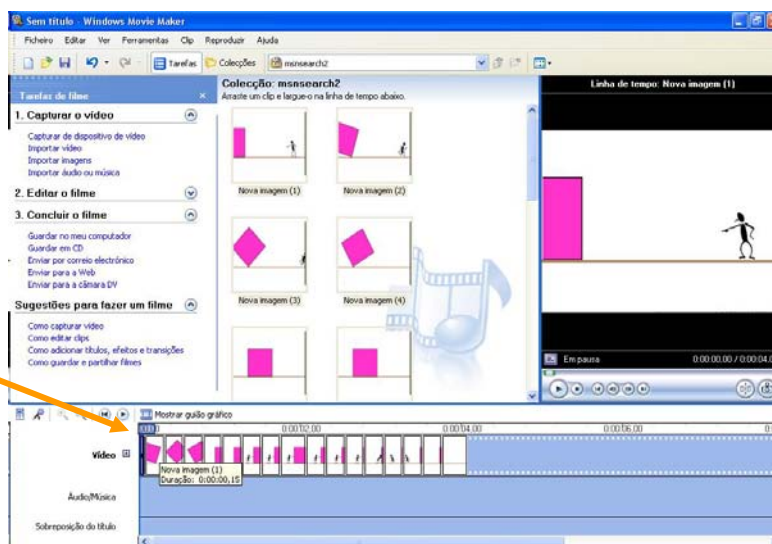 Sem título - Windows Movie Maker
Ficheiro Editar Ver Ferramentas Clip Reproduzir Ajuda
Tarefas Colecções msnsearch2
Tarefas de filme
1. Capturar o vídeo
Capturar de dispositivo de vídeo
Importar vídeo
Importar imagens
Importar áudio ou música
2. Editar o filme
3. Concluir o filme
Guardar no meu computador
Guardar em CD
Enviar por correio electrónico
Enviar para a Web
Enviar para a câmara DV
Sugestões para fazer um filme
Como capturar vídeo
Como editar clips
Como adicionar títulos, efeitos e transições
Como guardar e partilhar filmes
Colecção: msnsearch2
Arraste um clip e largue-o na linha de tempo abaixo.
Nova imagem (1) Nova imagem (2)
Nova imagem (3) Nova imagem (4)
Linha de tempo: Nova imagem (1)
Em pausa 0:00:00,00 / 0:00:04,0
Mostrar guião gráfico
0:00:02,00 0:00:04,00 0:00:06,00
Vídeo
Nova imagem (1)
Duração: 0:00:00,15
Áudio/Música
Sobreposição do título